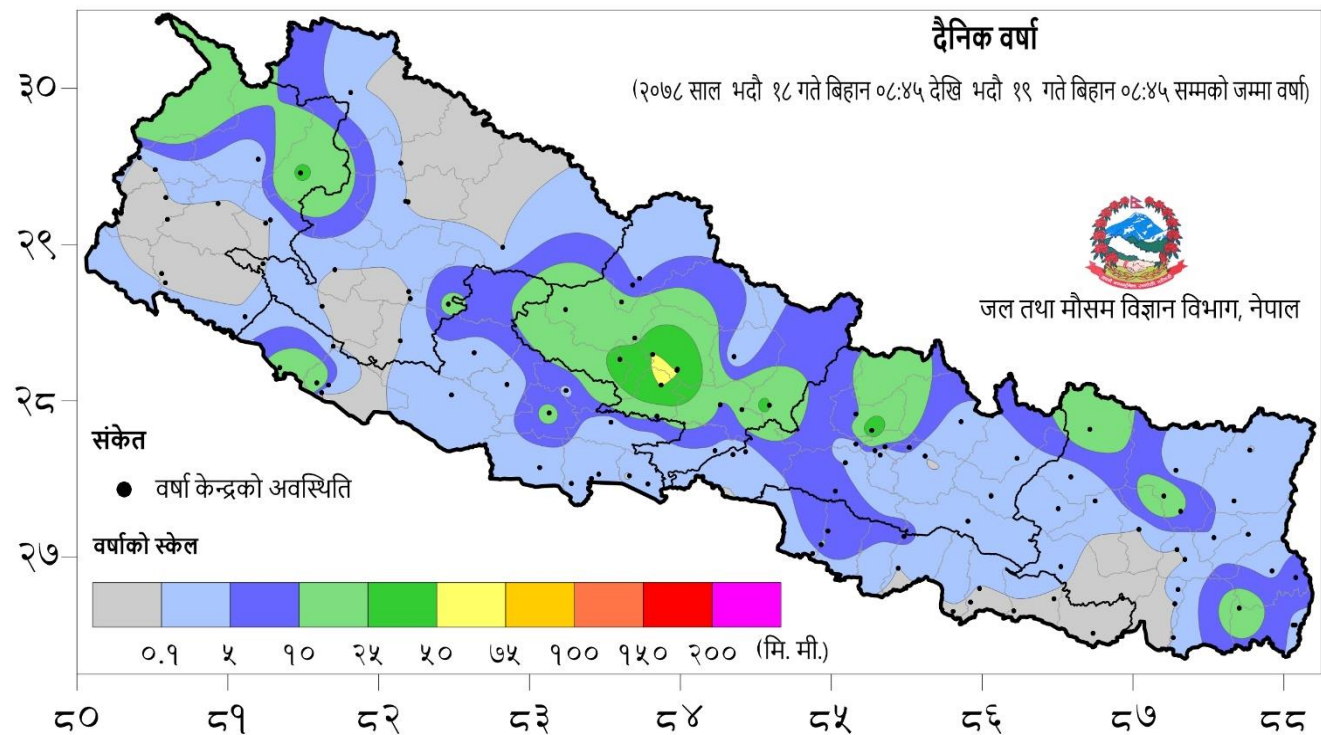 दैनिक वर्षा
(२०७८ साल भदौ १८ गते बिहान ०८:४५ देखि भदौ १९ गते बिहान ०८:४५ सम्मको जम्मा वर्षा)
जल तथा मौसम विज्ञान विभाग, नेपाल
३०
२९
२८
२७
संकेत
वर्षा केन्द्रको अवस्थिति
वर्षाको स्केल
०.१ ५ १० २५ ५० ७५ १०० १५० २०० (मि. मी.)
८० ८१ ८२ ८३ ८४ ८५ ८६ ८७ ८८